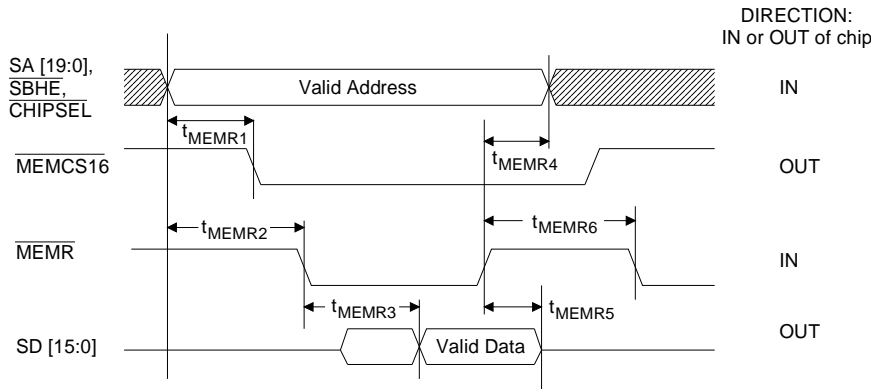 DIRECTION:
IN or OUT of chip
SA [19:0],
SBHE,
CHIPSEL
Valid Address
IN
tMEMR1
tMEMR4
MEMCS16
OUT
tMEMR2
tMEMR6
MEMR
IN
tMEMR3
tMEMR5
OUT
SD [15:0]
Valid Data